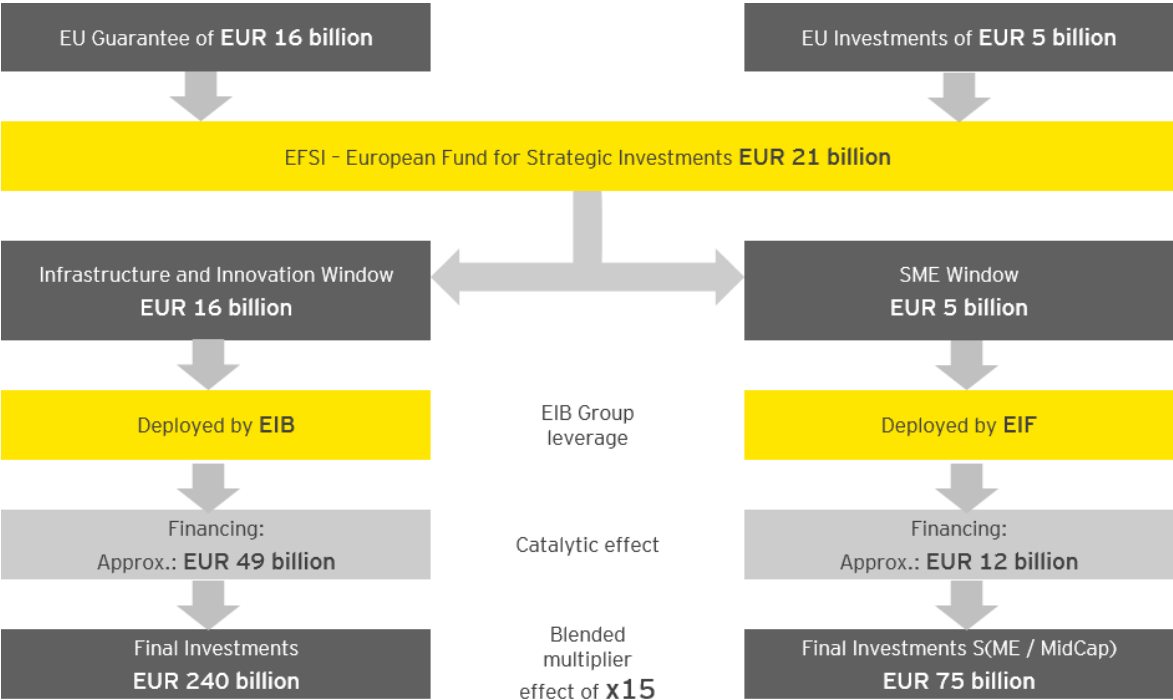 EU Guarantee of EUR 16 billion
EU Investments of EUR 5 billion
EFSI – European Fund for Strategic Investments EUR 21 billion
Infrastructure and Innovation Window
EUR 16 billion
SME Window
EUR 5 billion
Deployed by EIB
EIB Group
leverage
Deployed by EIF
Financing:
Approx.: EUR 49 billion
Catalytic effect
Financing:
Approx.: EUR 12 billion
Final Investments
EUR 240 billion
Blended
multiplier
effect of x15
Final Investments S(ME / MidCap)
EUR 75 billion